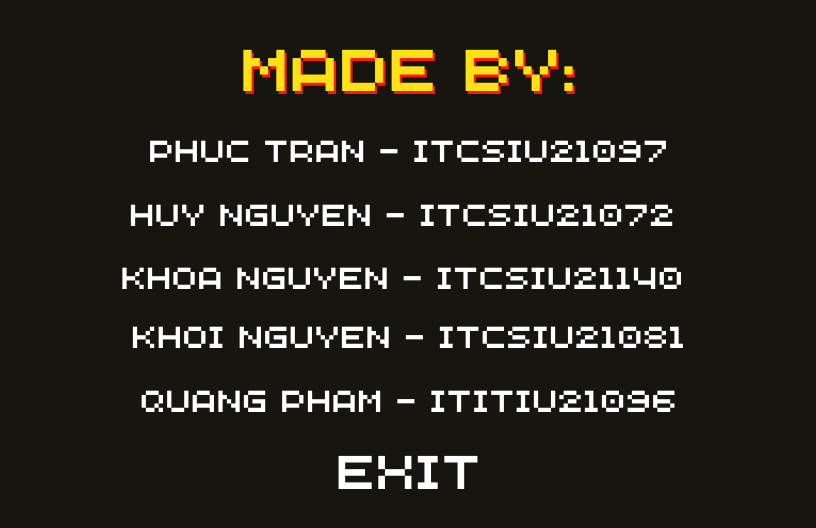 MADE BY:
PHUC TRAN - ITCSIU21097
HUY NGUYEN - ITCSIU21072
KHOA NGUYEN - ITCSIU21140
KHOI NGUYEN - ITCSIU21081
QUANG PHAM - ITITIU21096
EXIT